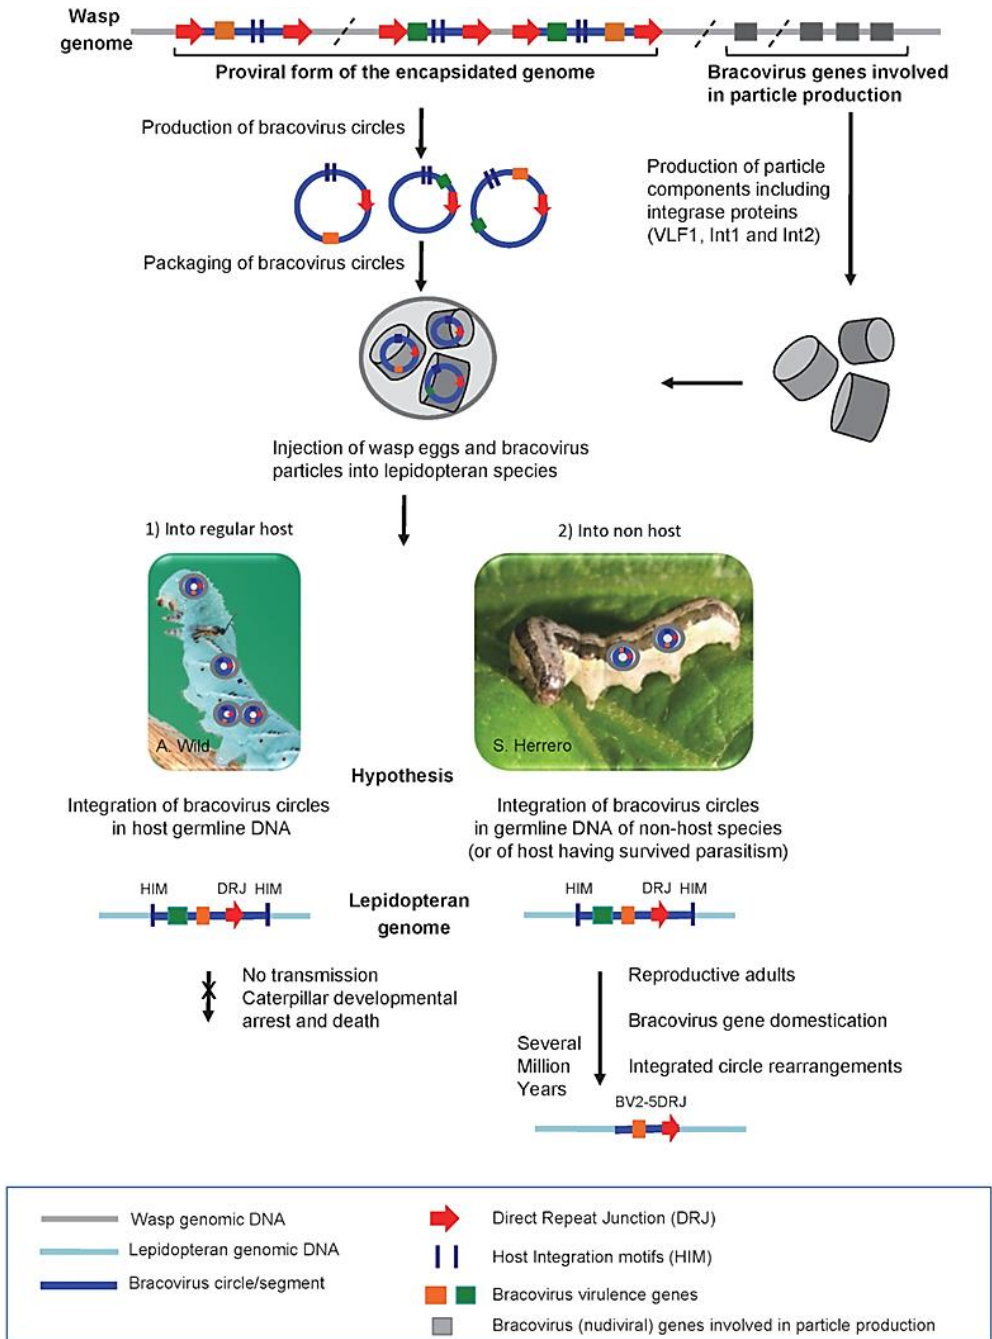 Wasp
genome
Proviral form of the encapsidated genome
Bracovirus genes involved
in particle production
Production of bracovirus circles
Production of particle
components including
integrase proteins
(VLF1, Int1 and Int2)
Packaging of bracovirus circles
Injection of wasp eggs and bracovirus
particles into lepidopteran species
1) Into regular host
2) Into non host
A. Wild
S. Herrero
Hypothesis
Integration of bracovirus circles
in host germline DNA
Integration of bracovirus circles
in germline DNA of non-host species
(or of host having survived parasitism)
HIM DRJ HIM
Lepidopteran
genome
HIM DRJ HIM
No transmission
Caterpillar developmental
arrest and death
Reproductive adults
Bracovirus gene domestication
Several
Million
Years
Integrated circle rearrangements
BV2-5DRJ
Wasp genomic DNA
Lepidopteran genomic DNA
Bracovirus circle/segment
Direct Repeat Junction (DRJ)
Host Integration motifs (HIM)
Bracovirus virulence genes
Bracovirus (nudiviral) genes involved in particle production